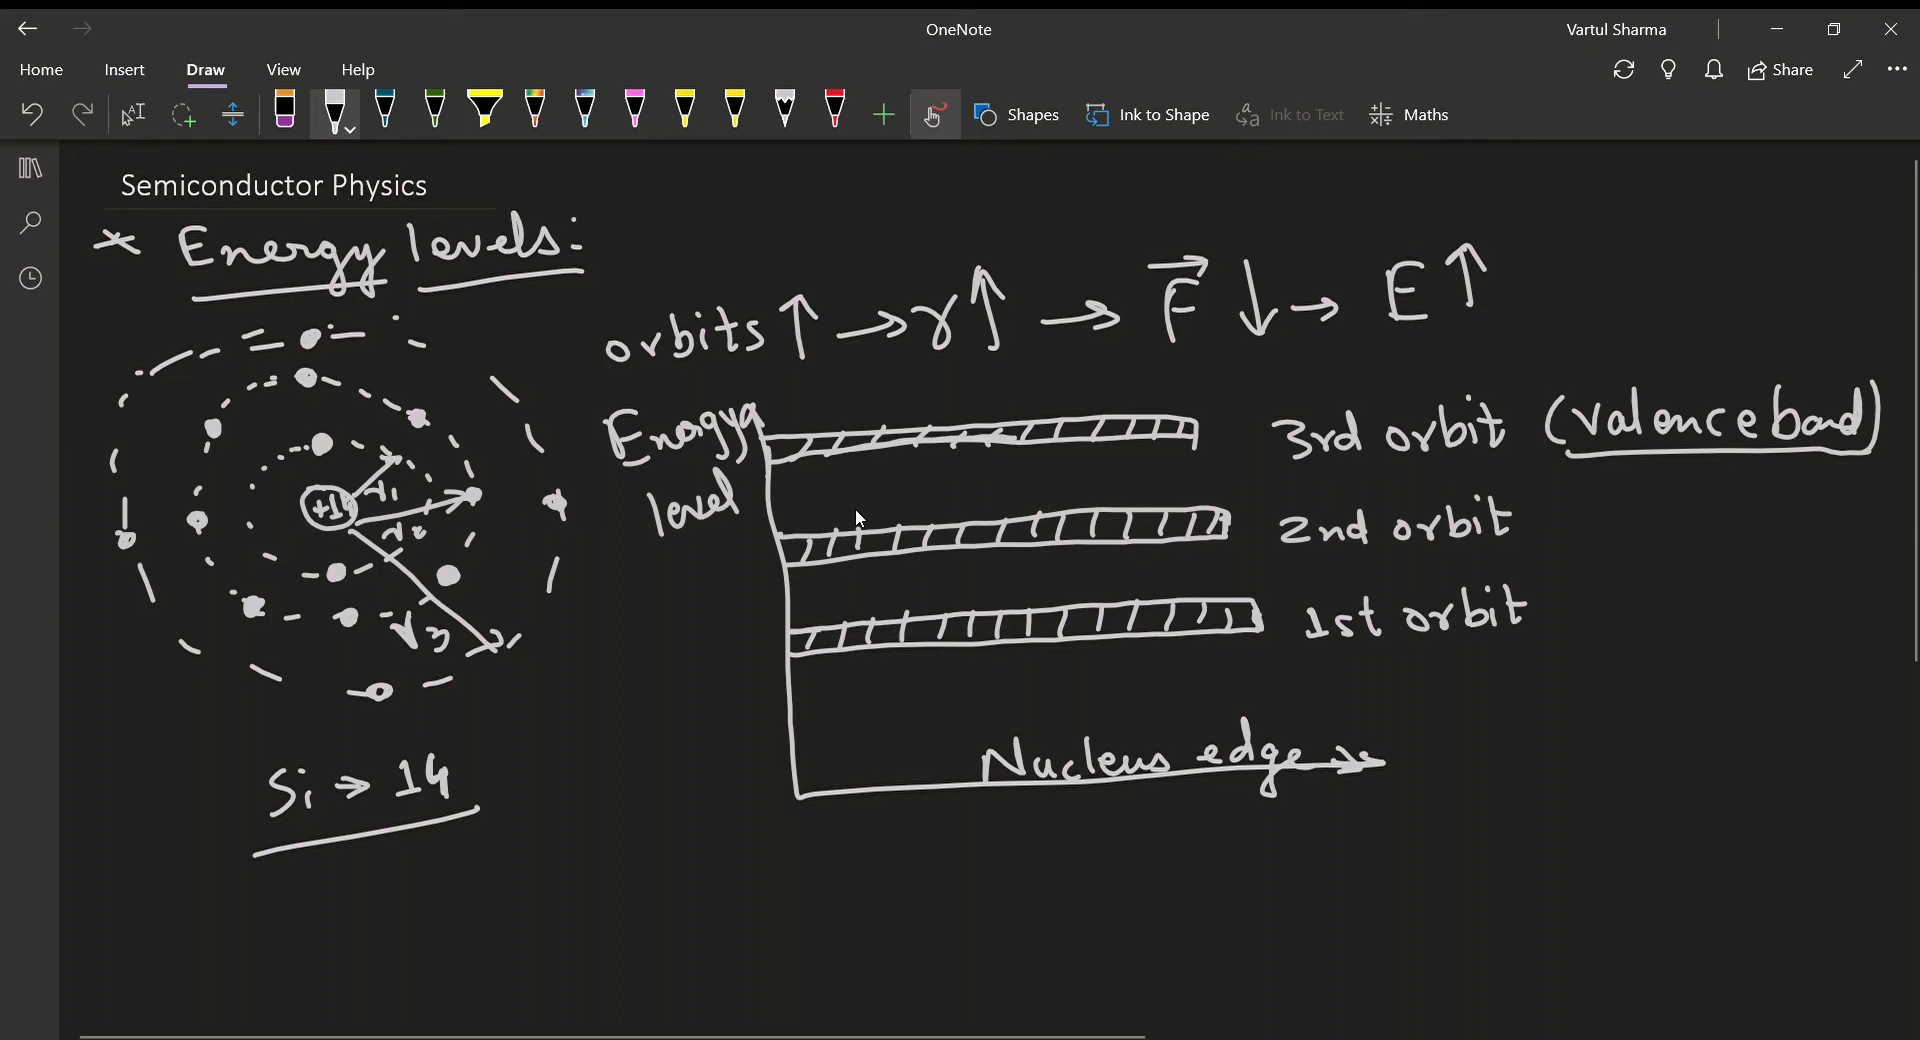 OneNote
Vartul Sharma
Home Insert Draw View Help
Share
Shapes Ink to Shape Ink to Text Maths
Semiconductor Physics
* Energy levels:
orbits ↑ → r ↑ → F ↓ → E ↑
Energy
level
3rd orbit (valence band)
2nd orbit
1st orbit
+14
r1
r2
r3
Nucleus edge →
Si → 14